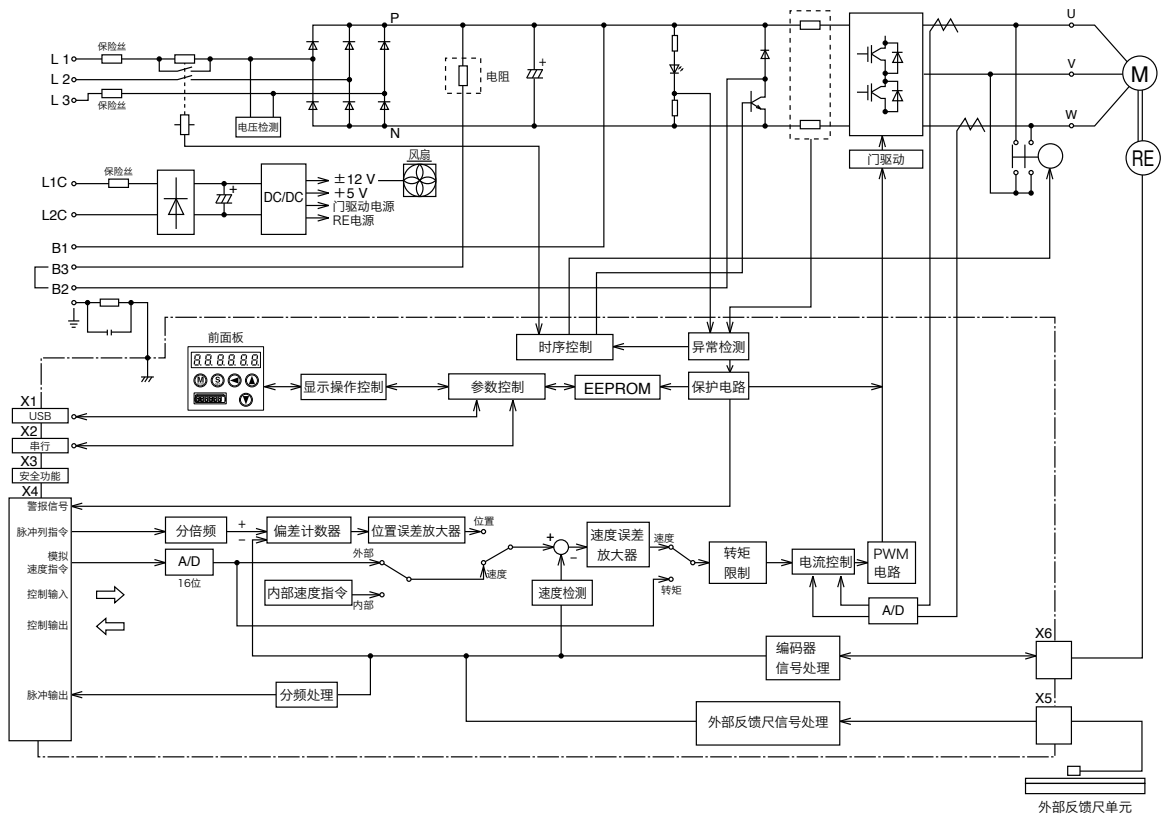 P
U
保险丝
L 1
L 2
L 3
保险丝
电压检测
+
电阻
N
V
W
M
RE
门驱动
L1C
保险丝
L2C
+
DC/DC
±12 V
+5 V
门驱动电源
RE电源
风扇
B1
B3
B2
前面板
8.8.8.8.8.8.
M
S
时序控制
异常检测
显示操作控制
参数控制
EEPROM
保护电路
X1
USB
X2
串行
X3
安全功能
X4
警报信号
脉冲列指令
分倍频
+
−
偏差计数器
位置误差放大器
位置
模拟
速度指令
A/D
16位
外部
内部速度指令
内部
速度
+
−
速度误差
放大器
速度检测
速度
转矩
转矩
限制
电流控制
PWM
电路
A/D
控制输入
控制输出
脉冲输出
分频处理
编码器
信号处理
X6
外部反馈尺信号处理
X5
外部反馈尺单元